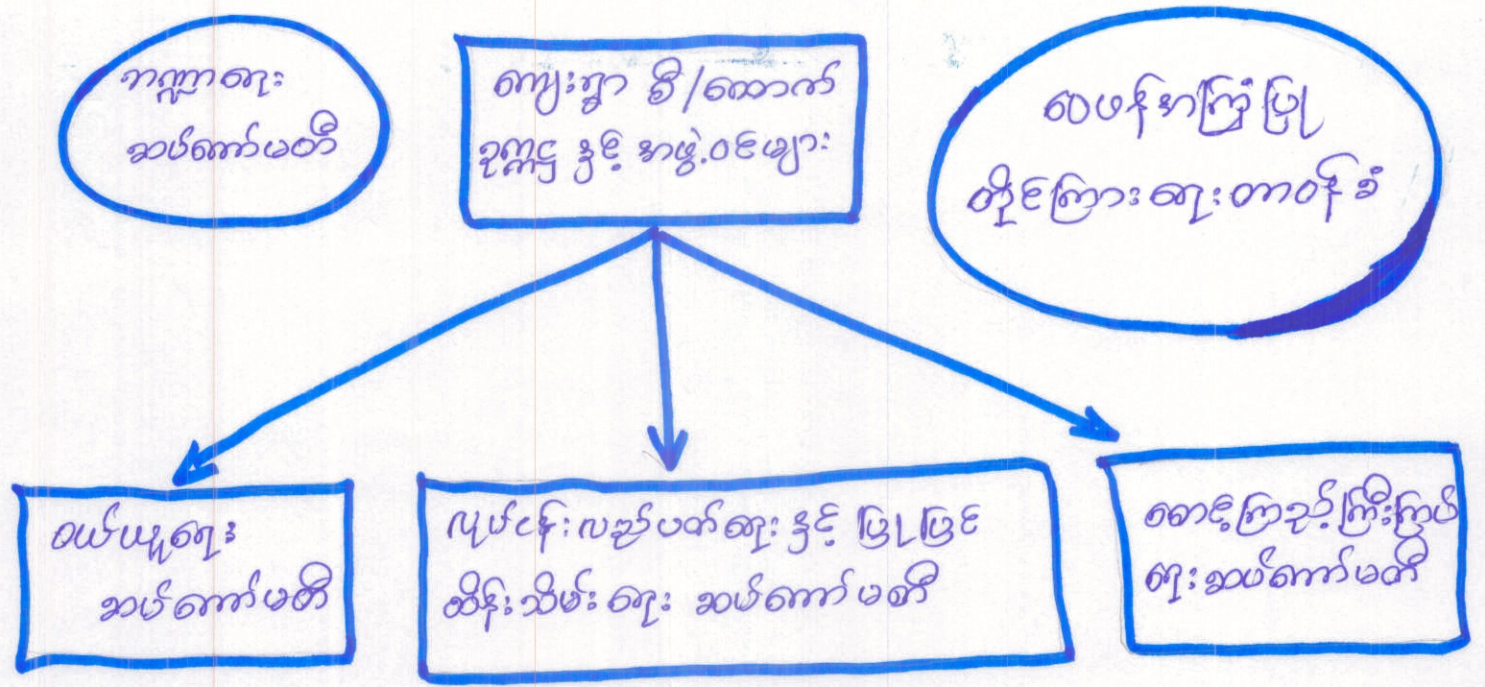 ဘဏ္ဍာရေး
ဆပ်ကော်မတီ
ကျေးရွာ စီ/ထောက်
ဥက္ကဋ္ဌ နှင့် အဖွဲ့ဝင်များ
ဝေဖန်အကြံပြု
တိုင်ကြားရေးတာဝန်ခံ
ဝယ်ယူရေး
ဆပ်ကော်မတီ
လုပ်ငန်းလည်ပတ်ရေး နှင့် ပြုပြင်
ထိန်းသိမ်းရေး ဆပ်ကော်မတီ
စောင့်ကြည့်ကြီးကြပ်
ရေးဆပ်ကော်မတီ